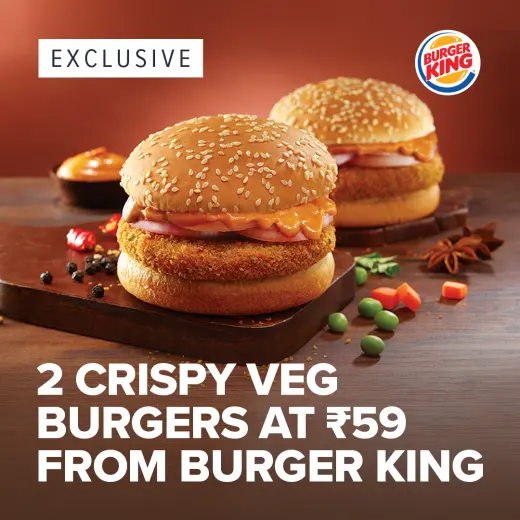 EXCLUSIVE
BURGER
KING
2 CRISPY VEG
BURGERS AT ₹59
FROM BURGER KING